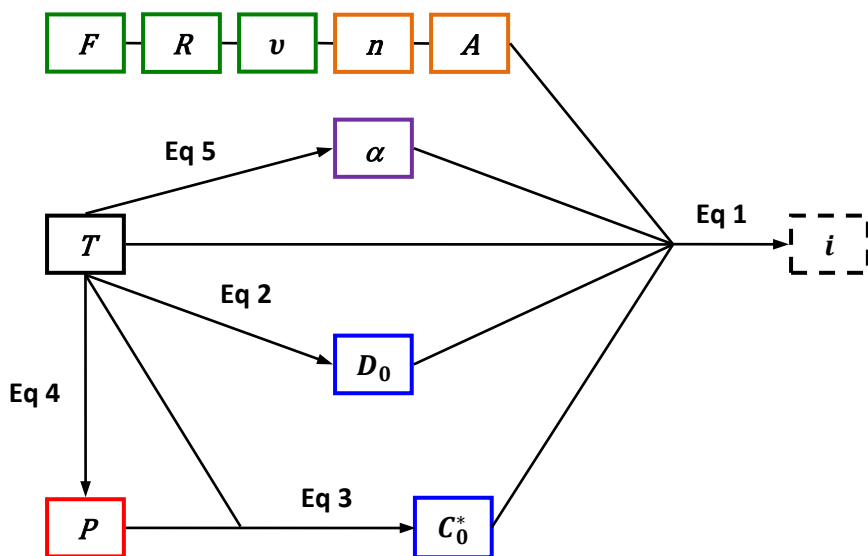 F R υ n A
Eq 5
α
Eq 1
T
i
Eq 2
D₀
Eq 4
Eq 3
P
C₀*